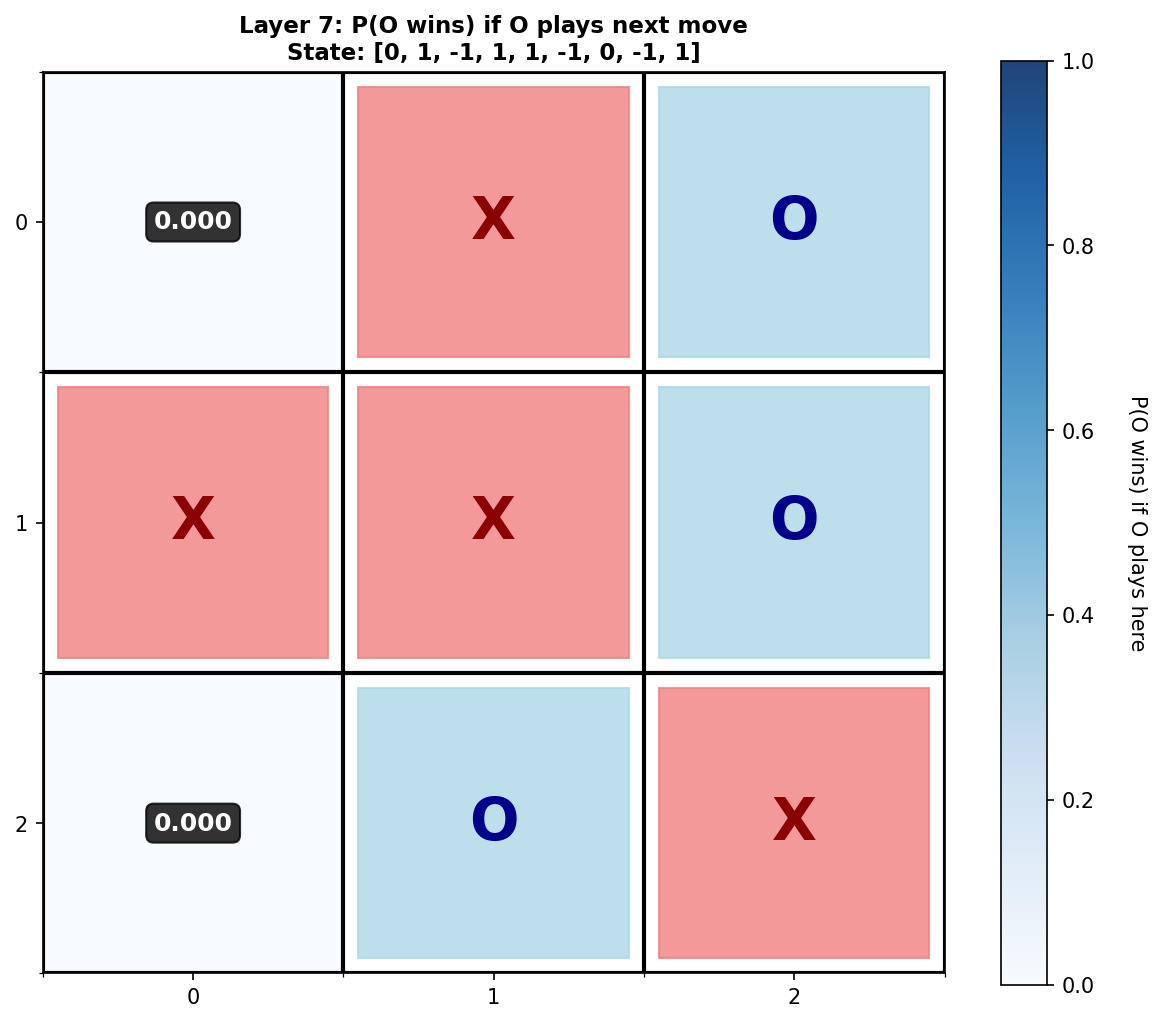 Layer 7: P(O wins) if O plays next move
State: [0, 1, -1, 1, 1, -1, 0, -1, 1]
0
0.000
X
O
1
X
X
O
2
0.000
O
X
0
1
2
1.0
0.8
0.6
0.4
0.2
0.0
P(O wins) if O plays here